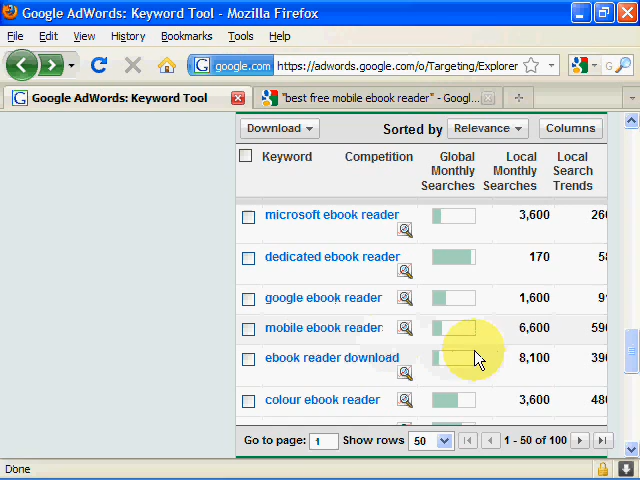 Google AdWords: Keyword Tool - Mozilla Firefox
File Edit View History Bookmarks Tools Help
google.com https://adwords.google.com/o/Targeting/Explorer
Google AdWords: Keyword Tool "best free mobile ebook reader" - Googl...
Download Sorted by Relevance Columns
Keyword Competition Global Monthly Searches Local Monthly Searches Local Search Trends
microsoft ebook reader 3,600
dedicated ebook reader 170
google ebook reader 1,600
mobile ebook reader 6,600
ebook reader download 8,100
colour ebook reader 3,600
Go to page: 1 Show rows 50 1 - 50 of 100
Done